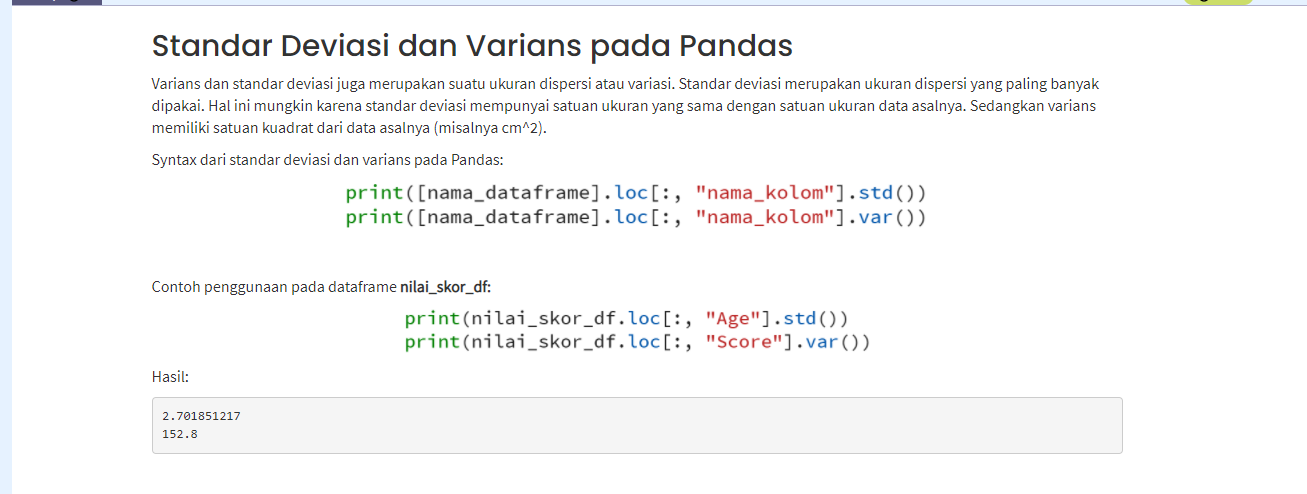 Standar Deviasi dan Varians pada Pandas
Varians dan standar deviasi juga merupakan suatu ukuran dispersi atau variasi. Standar deviasi merupakan ukuran dispersi yang paling banyak
dipakai. Hal ini mungkin karena standar deviasi mempunyai satuan ukuran yang sama dengan satuan ukuran data asalnya. Sedangkan varians
memiliki satuan kuadrat dari data asalnya (misalnya cm^2).
Syntax dari standar deviasi dan varians pada Pandas:
print([nama_dataframe].loc[:, "nama_kolom"].std())
print([nama_dataframe].loc[:, "nama_kolom"].var())
Contoh penggunaan pada dataframe nilai_skor_df:
print(nilai_skor_df.loc[:, "Age"].std())
print(nilai_skor_df.loc[:, "Score"].var())
Hasil:
2.701851217
152.8